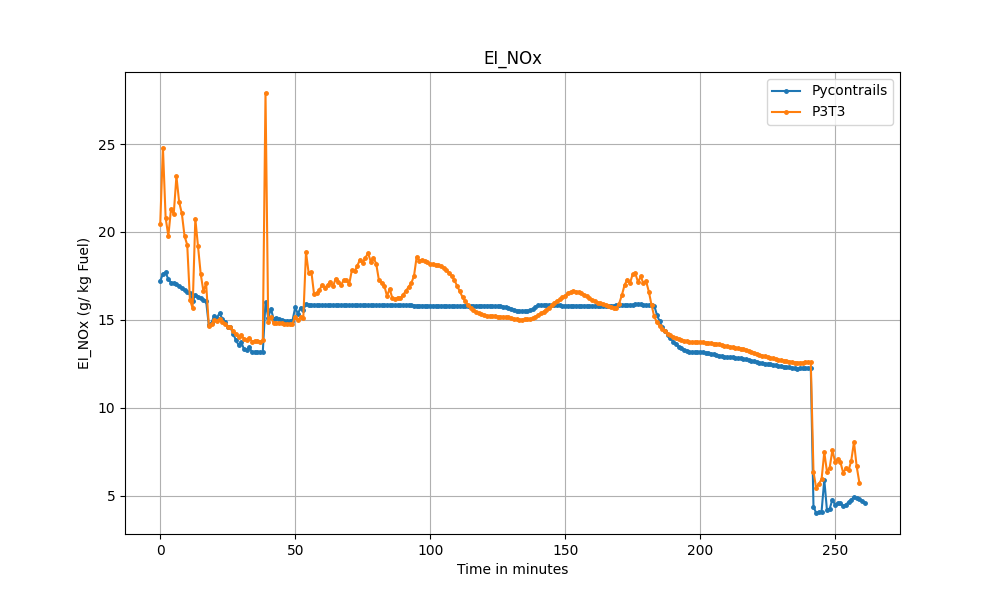 EI_NOx
Pycontrails
P3T3
EI_NOx (g/ kg Fuel)
25
20
15
10
5
0 50 100 150 200 250
Time in minutes